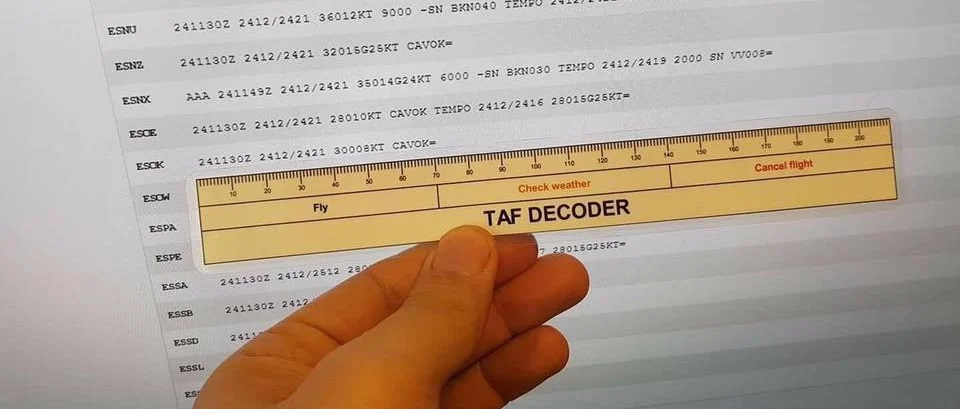 ESNU 241130Z 2412/2421 36012KT 9000 -SN BKN040 TEMPO
ESNZ 241130Z 2412/2421 32015G25KT CAVOK=
ESNX AAA 241149Z 2412/2421 35014G24KT 6000 -SN BKN030 TEMPO 2412/2419 2000 SN VV008=
ESOE 241130Z 2412/2421 28010KT CAVOK TEMPO 2412/2416 28015G25KT=
ESOK 241130Z 2412/2421 30008KT CAVOK=
ESOW
10 20 30 40 50 60 70 80 90 100 110 120 130 140 150 160 170 180 190 200
Fly Check weather Cancel flight
TAF DECODER
ESPA
ESPE
ESSA 241130Z 2412/2512 28015G25KT=
ESSB 241130Z 2412
ESSD
ESSL